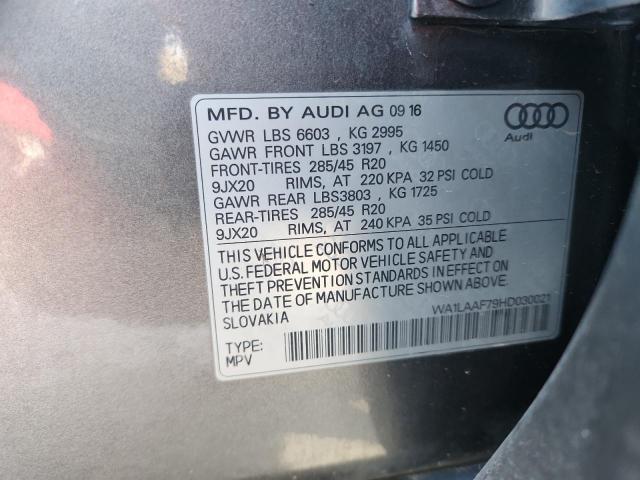 MFD. BY AUDI AG 09 16
GVWR LBS 6603 , KG 2995
GAWR FRONT LBS 3197 , KG 1450
FRONT-TIRES 285/45 R20
9JX20 RIMS, AT 220 KPA 32 PSI COLD
GAWR REAR LBS3803 , KG 1725
REAR-TIRES 285/45 R20
9JX20 RIMS, AT 240 KPA 35 PSI COLD
THIS VEHICLE CONFORMS TO ALL APPLICABLE
U.S. FEDERAL MOTOR VEHICLE SAFETY AND
THEFT PREVENTION STANDARDS IN EFFECT ON
THE DATE OF MANUFACTURE SHOWN ABOVE.
SLOVAKIA
WA1LAAF79HD030021
TYPE:
MPV
Audi